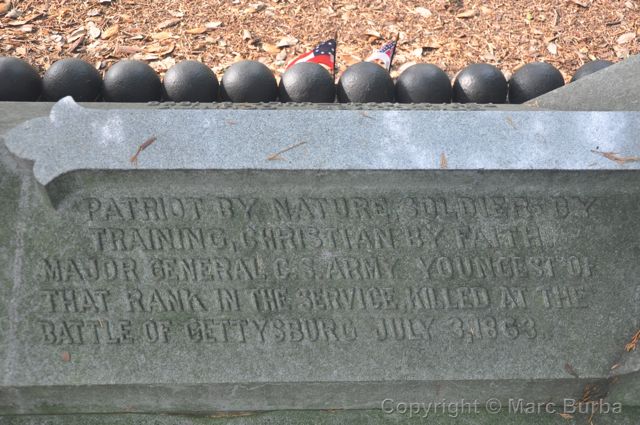 PATRIOT BY NATURE, SOLDIER BY
TRAINING, CHRISTIAN BY FAITH.
MAJOR GENERAL C.S. ARMY YOUNGEST OF
THAT RANK IN THE SERVICE. KILLED AT THE
BATTLE OF GETTYSBURG JULY 3, 1863.
Copyright © Marc Burba